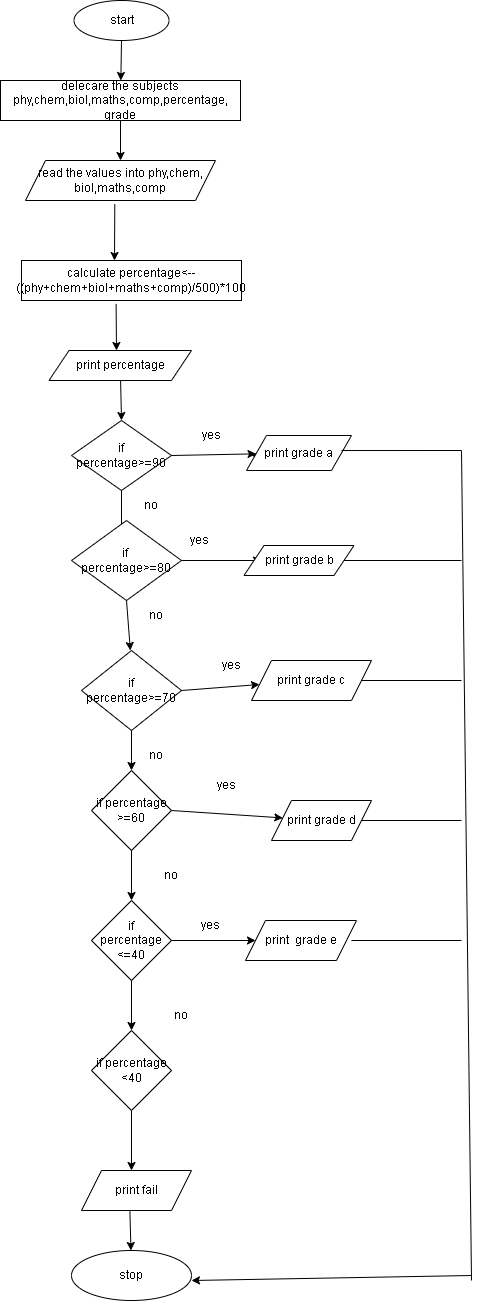 start
delecare the subjects
phy,chem,biol,maths,comp,percentage,
grade
read the values into phy,chem,
biol,maths,comp
calculate percentage<--
((phy+chem+biol+maths+comp)/500)*100
print percentage
if
percentage>=90
yes
print grade a
no
if
percentage>=80
yes
print grade b
no
if
percentage>=70
yes
print grade c
no
if percentage
>=60
yes
print grade d
no
if
percentage
<=40
yes
print grade e
no
if percentage
<40
print fail
stop